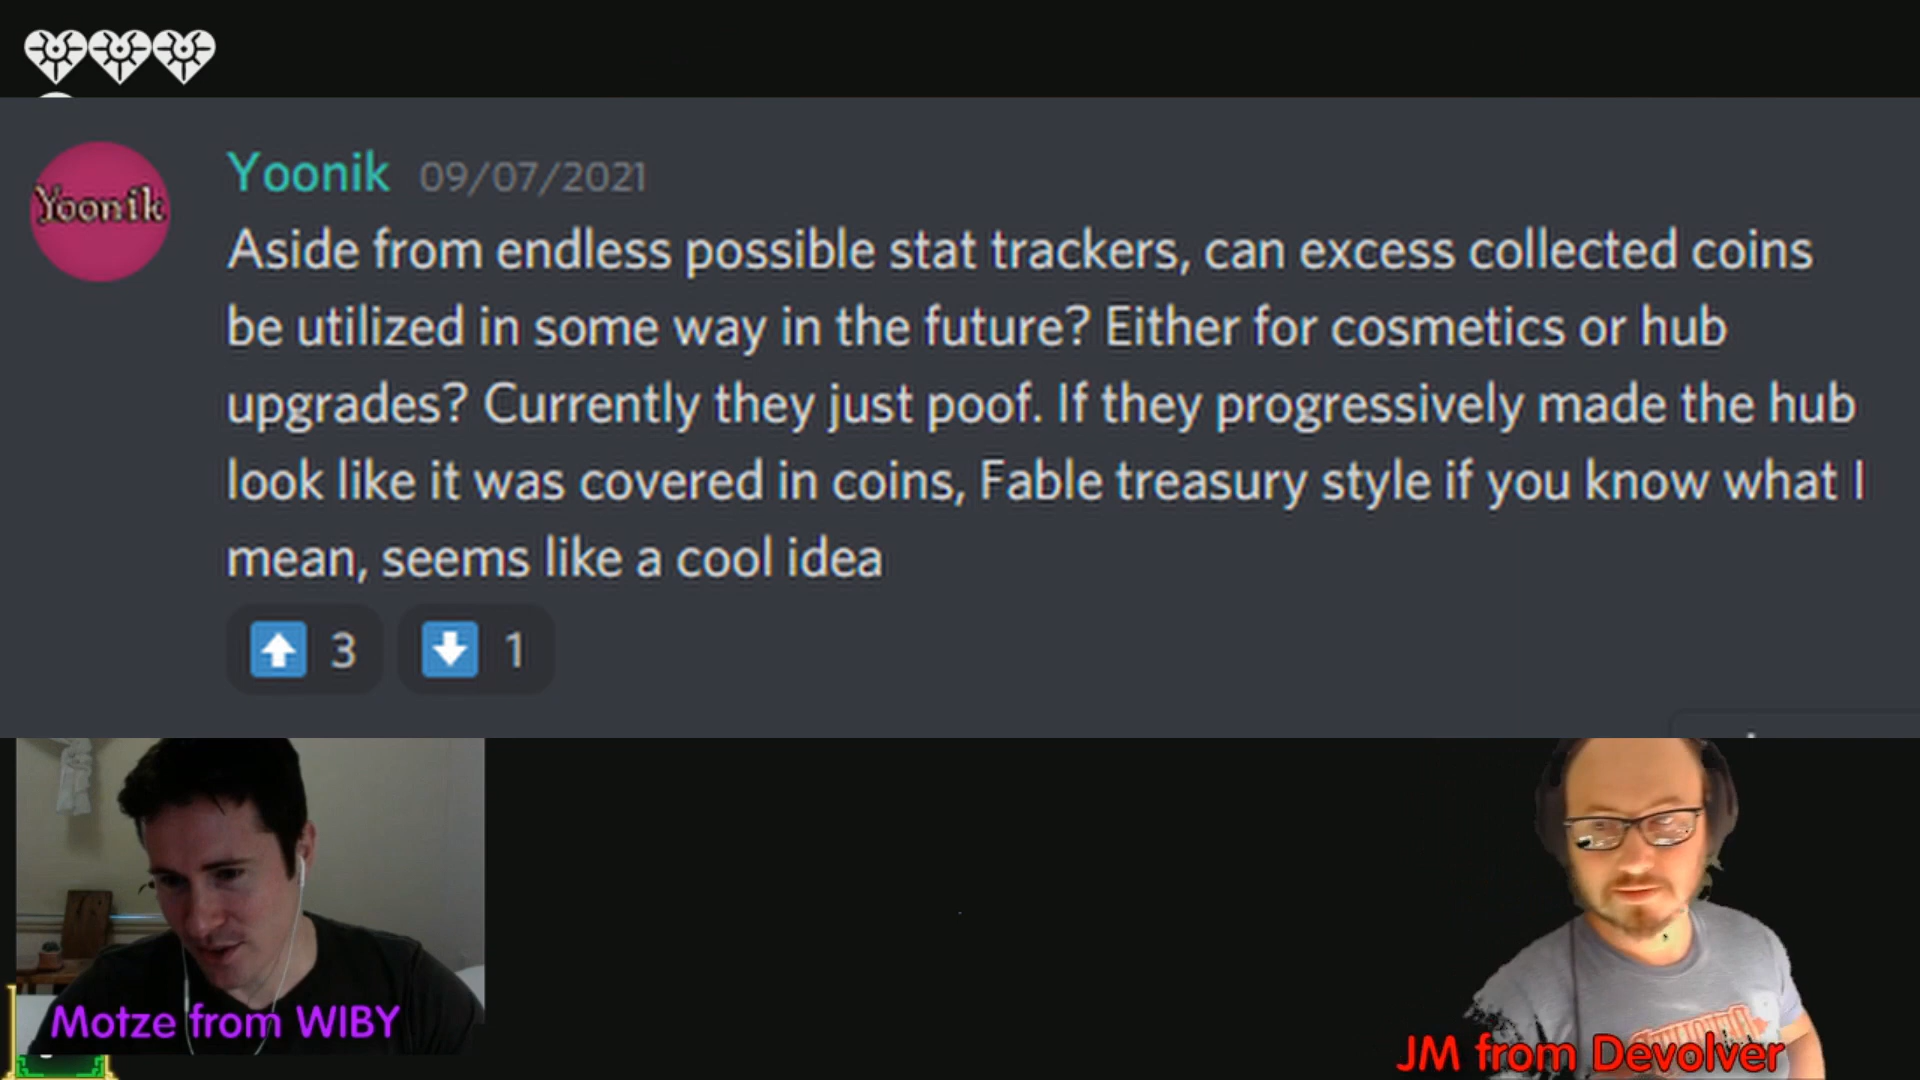 Yoonik 09/07/2021
Yoonik
Aside from endless possible stat trackers, can excess collected coins
be utilized in some way in the future? Either for cosmetics or hub
upgrades? Currently they just poof. If they progressively made the hub
look like it was covered in coins, Fable treasury style if you know what I
mean, seems like a cool idea
3 1
Motze from WIBY
JM from Devolver